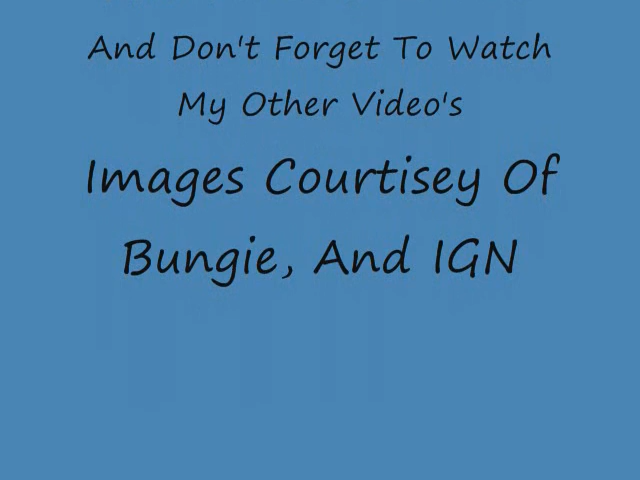 And Don't Forget To Watch
My Other Video's
Images Courtisey Of
Bungie, And IGN